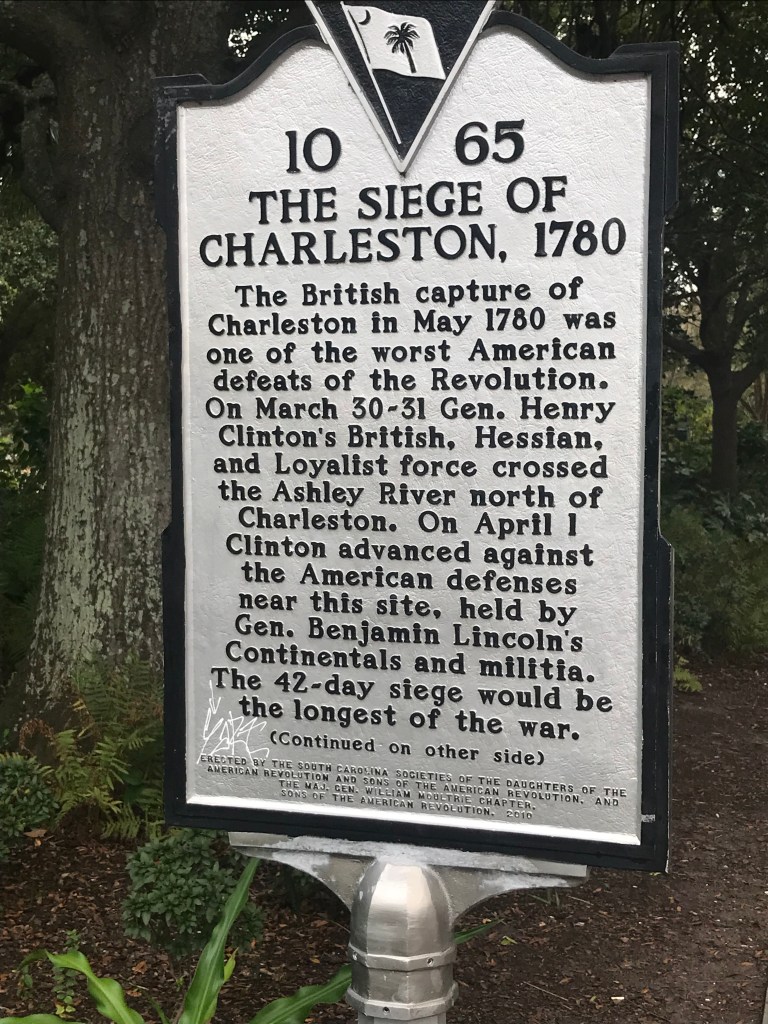 10 65
THE SIEGE OF
CHARLESTON, 1780
The British capture of
Charleston in May 1780 was
one of the worst American
defeats of the Revolution.
On March 30-31 Gen. Henry
Clinton's British, Hessian,
and Loyalist force crossed
the Ashley River north of
Charleston. On April 1
Clinton advanced against
the American defenses
near this site, held by
Gen. Benjamin Lincoln's
Continentals and militia.
The 42-day siege would be
the longest of the war.
(Continued on other side)
ERECTED BY THE SOUTH CAROLINA SOCIETIES OF THE DAUGHTERS OF THE
AMERICAN REVOLUTION AND SONS OF THE AMERICAN REVOLUTION, AND
THE MAJ. GEN. WILLIAM MOULTRIE CHAPTER,
SONS OF THE AMERICAN REVOLUTION, 2010